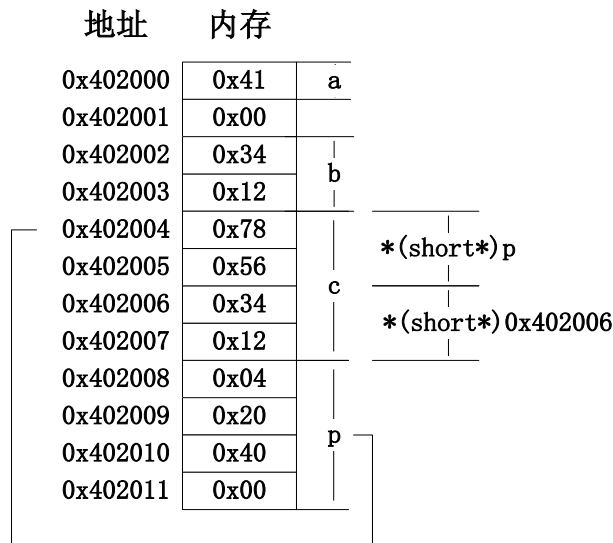 地址 内存
0x402000 0x41 a
0x402001 0x00
0x402002 0x34
b
0x402003 0x12
0x402004 0x78
*(short*)p
0x402005 0x56
c
0x402006 0x34
*(short*)0x402006
0x402007 0x12
0x402008 0x04
0x402009 0x20
p
0x402010 0x40
0x402011 0x00